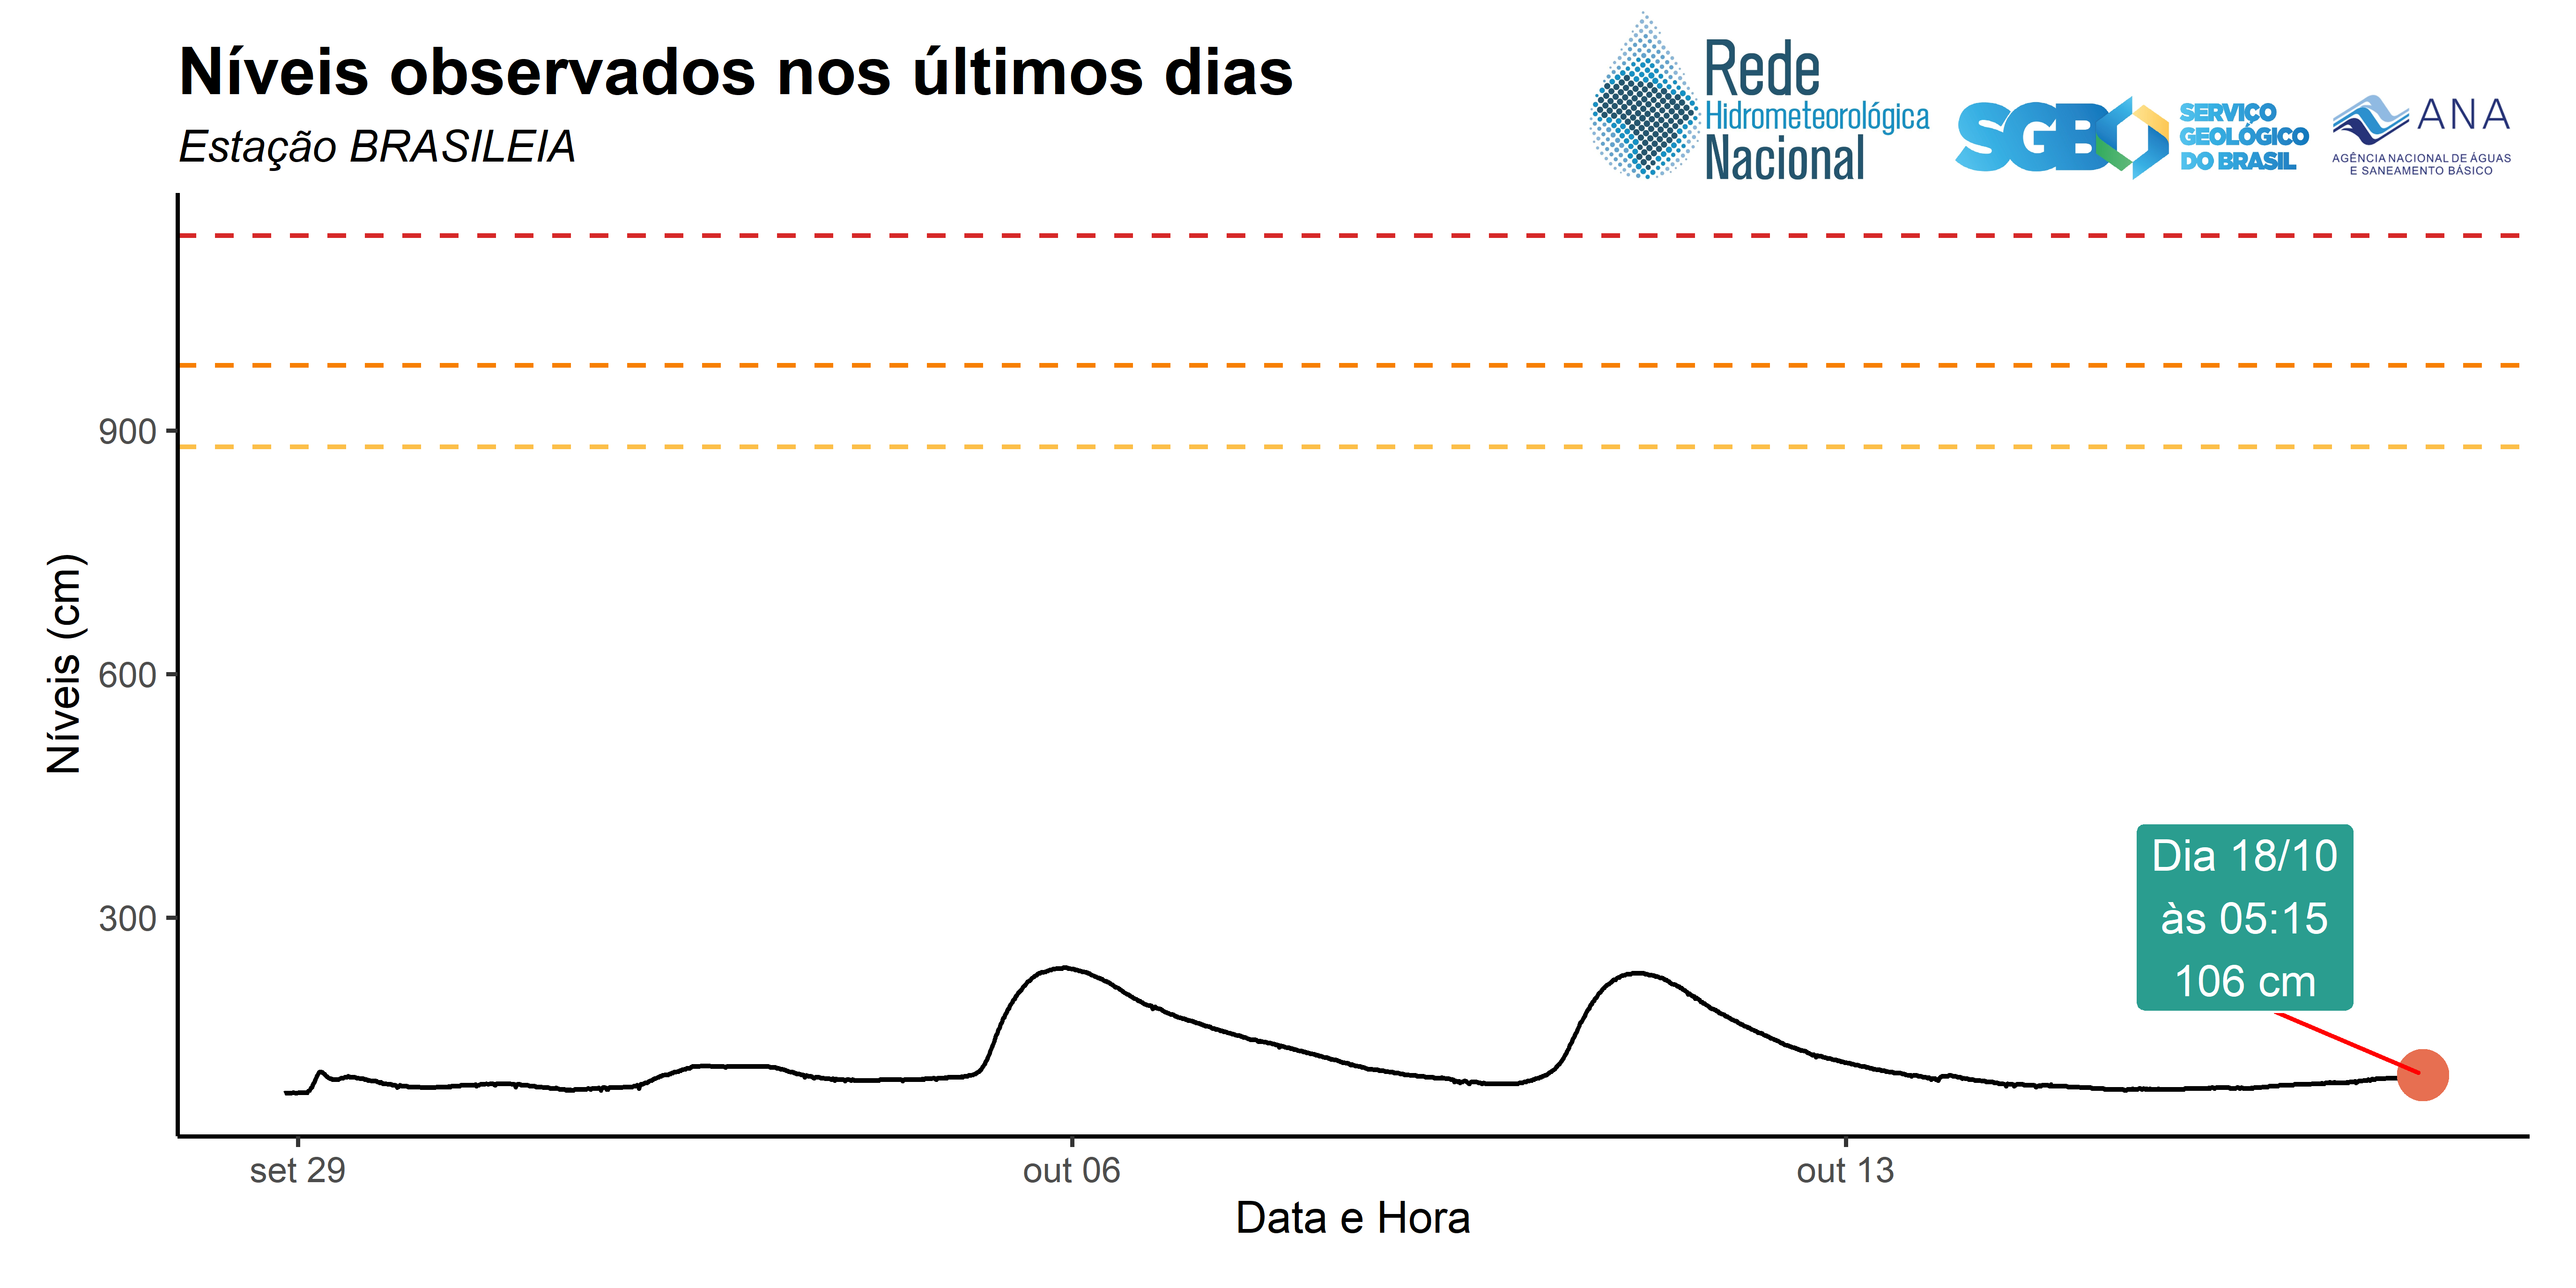 Níveis observados nos últimos dias
Estação BRASILEIA
Rede
Hidrometeorológica
Nacional
SGB
SERVIÇO
GEOLÓGICO
DO BRASIL
ANA
AGÊNCIA NACIONAL DE ÁGUAS
E SANEAMENTO BÁSICO
Níveis (cm)
900
600
300
Dia 18/10
às 05:15
106 cm
set 29
out 06
out 13
Data e Hora